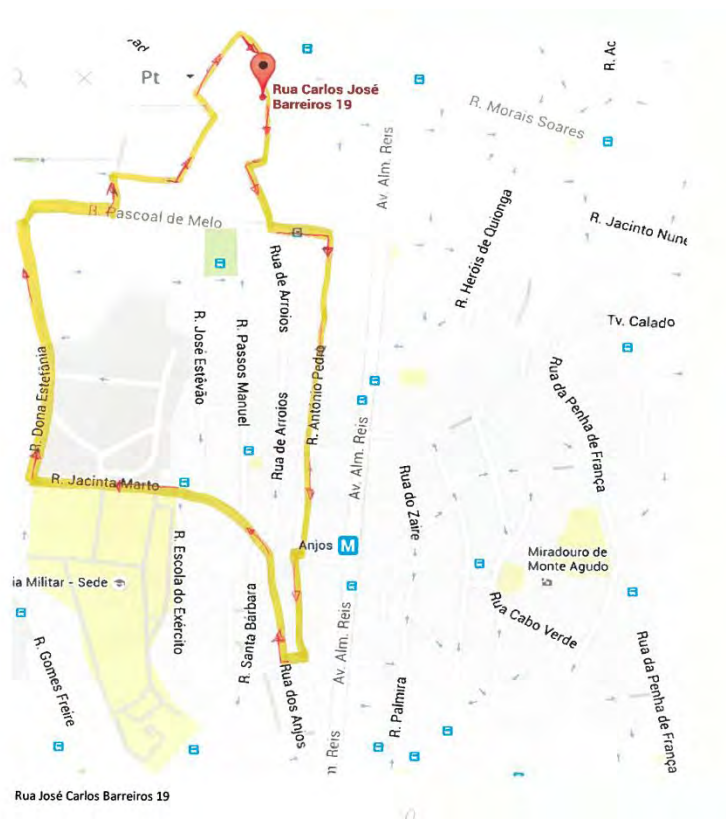 R. Ac
Pt
Rua Carlos José
Barreiros 19
R. Morais Soares
Av. Alm. Reis
R. Pascoal de Melo
R. Heróis de Quionga
R. Jacinto Nune
Rua de Arroios
Tv. Calado
R. José Estêvão
R. Passos Manuel
R. António Pedro
R. Dona Estefânia
Rua da Penha de França
Rua de Arroios
Av. Alm. Reis
R. Jacinta Marto
Rua do Zaire
Anjos M
R. Escola do Exército
Miradouro de
Monte Agudo
ia Militar - Sede
R. Santa Bárbara
Av. Alm. Reis
Rua Cabo Verde
R. Gomes Freire
Rua dos Anjos
R. Palmira
Rua da Penha de França
m. Reis
Rua José Carlos Barreiros 19